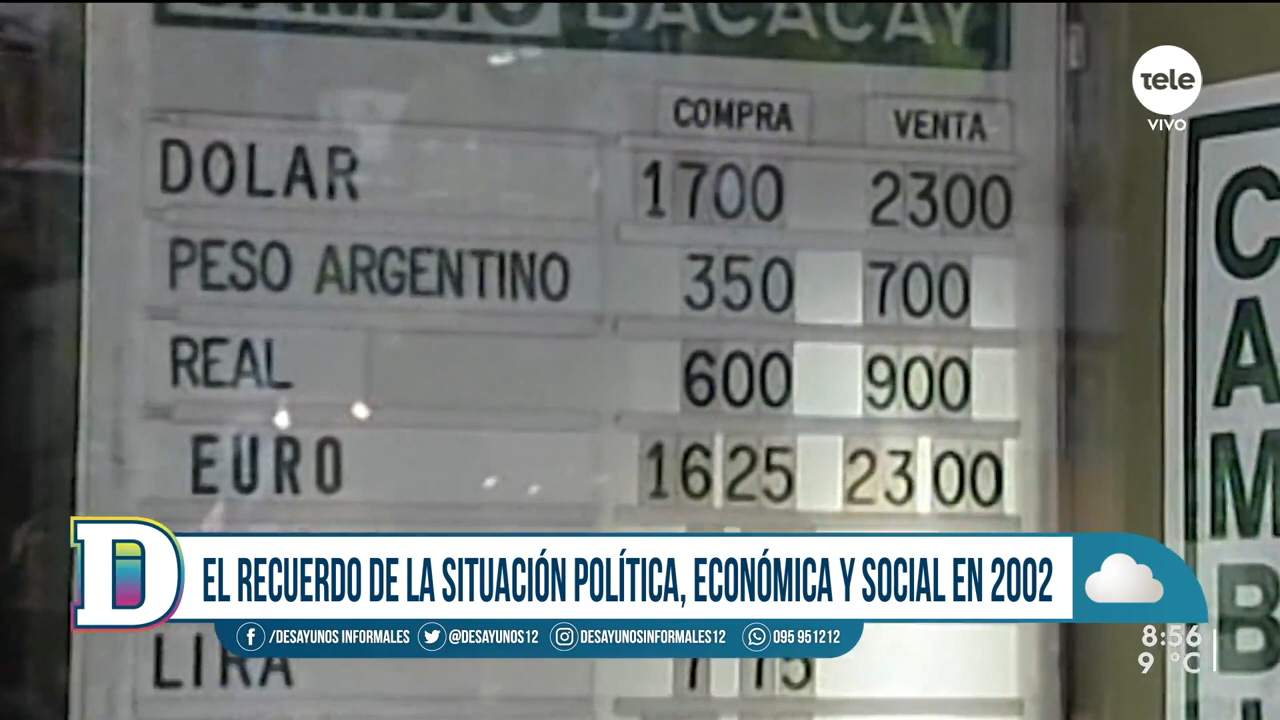 CAMBIO BACACAY
COMPRA VENTA
DOLAR 1700 2300
PESO ARGENTINO 350 700
REAL 600 900
EURO 1625 2300
LIRA
tele
VIVO
CAMB
D
EL RECUERDO DE LA SITUACIÓN POLÍTICA, ECONÓMICA Y SOCIAL EN 2002
/DESAYUNOS INFORMALES @DESAYUNOS12 DESAYUNOSINFORMALES12 095 951212
8:56
9 °C